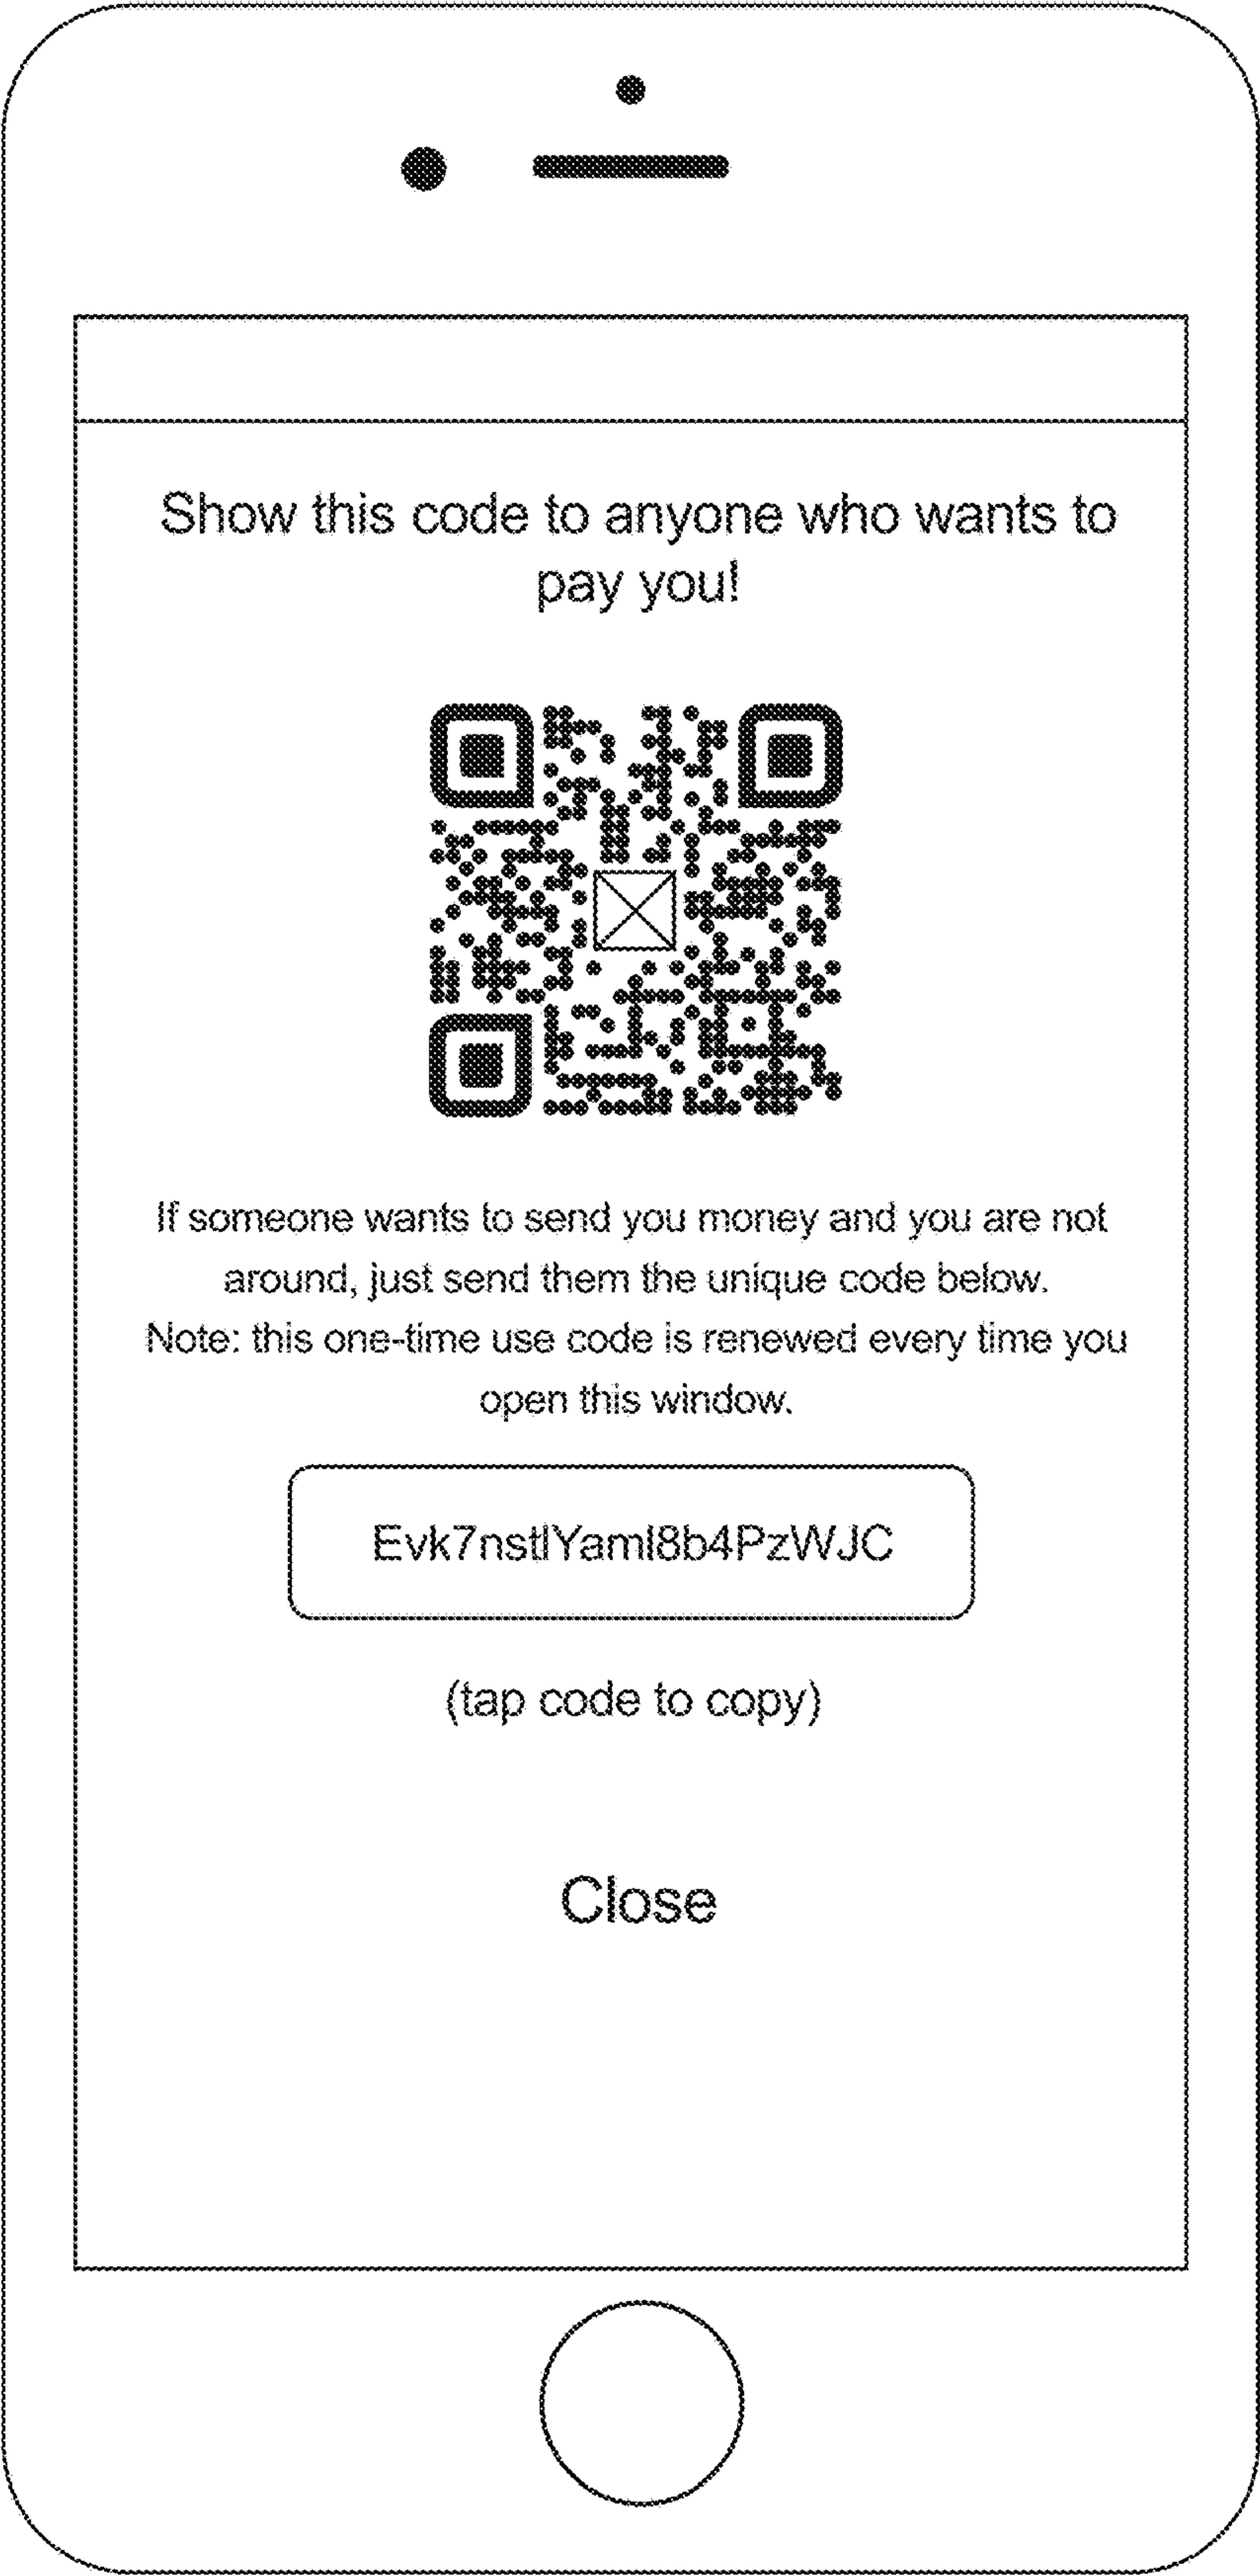 Show this code to anyone who wants to
pay you!
If someone wants to send you money and you are not
around, just send them the unique code below.
Note: this one-time use code is renewed every time you
open this window.
Evk7nstlYaml8b4PzWJC
(tap code to copy)
Close